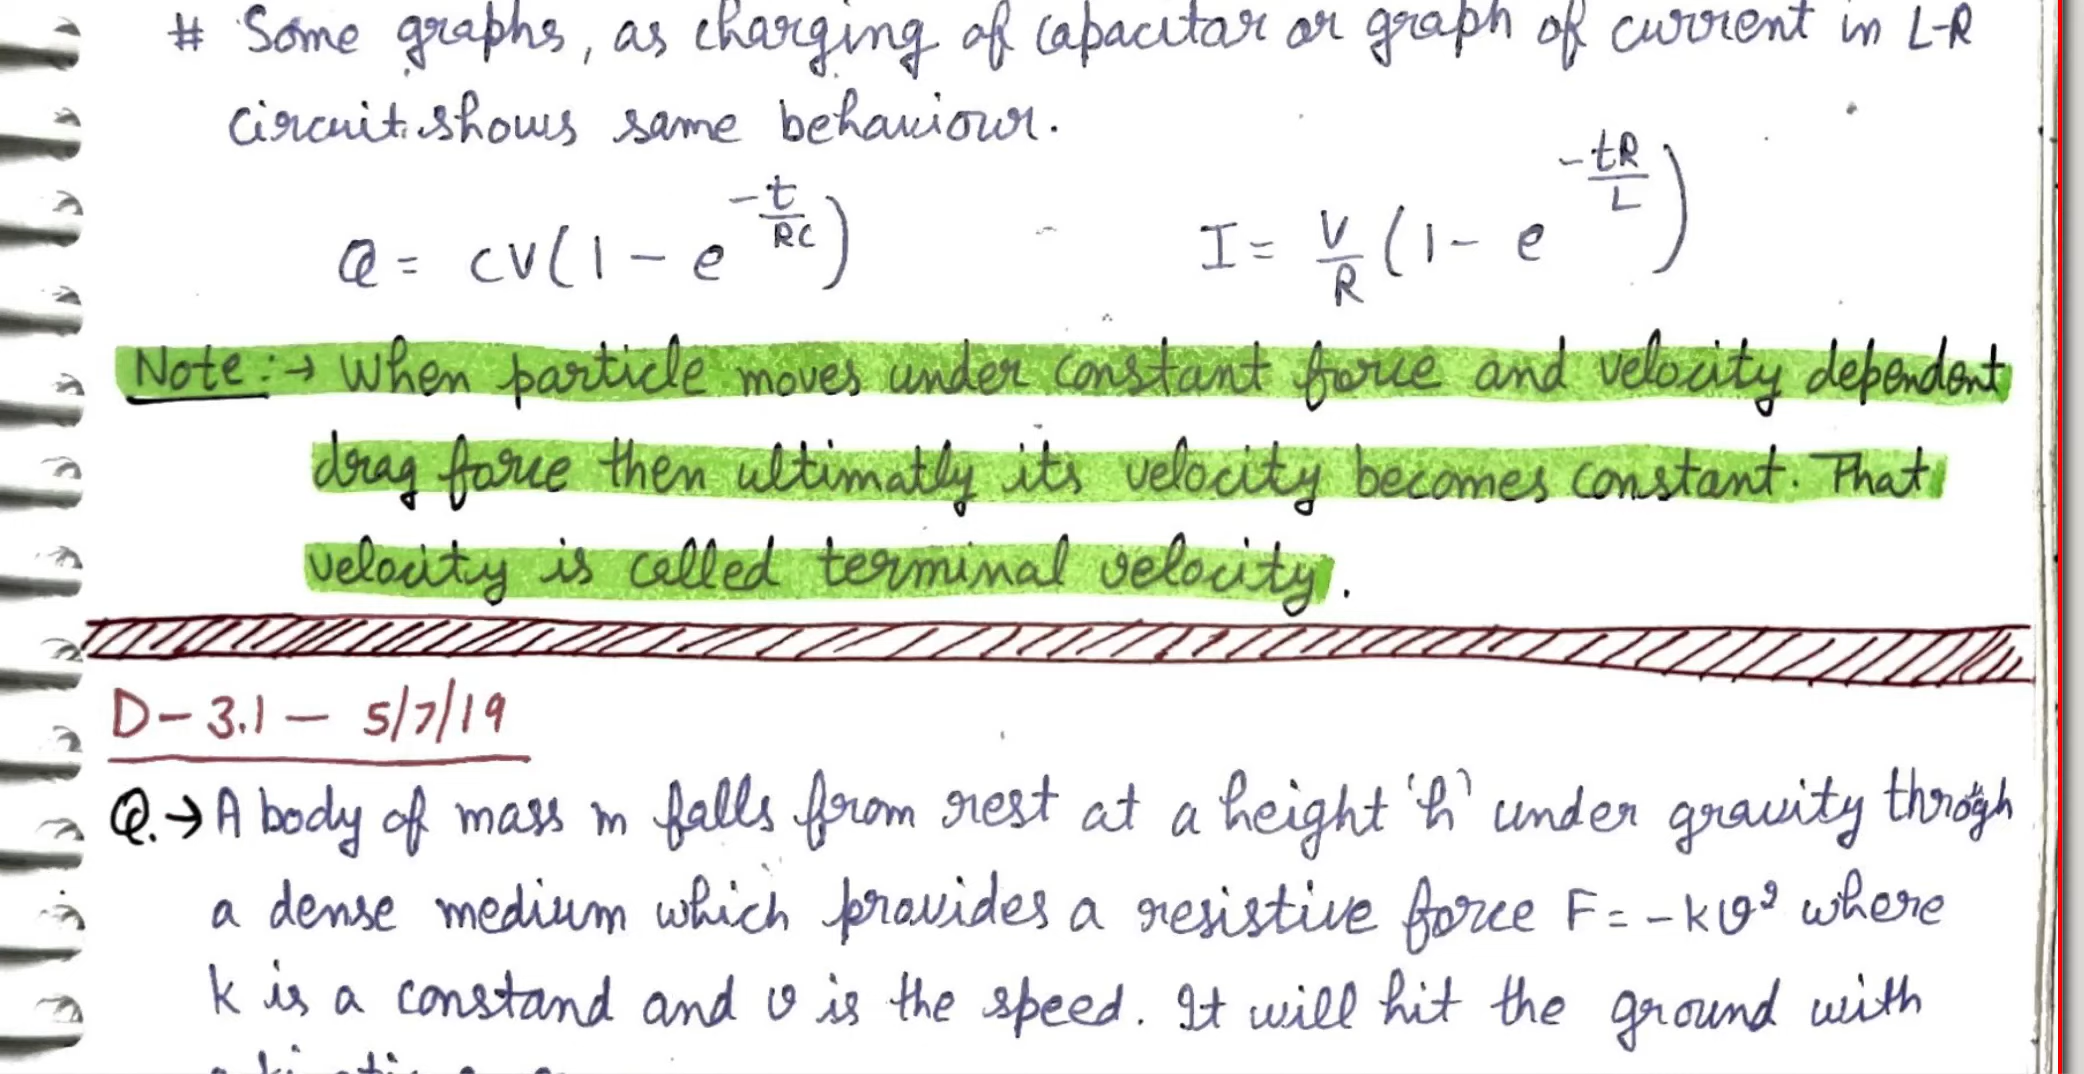 # Some graphs, as charging of capacitar or graph of current in L-R
circuit shows same behaviour.
Q = CV(1 - e^{-t/RC})    I = V/R (1 - e^{-tR/L})
Note :→ When particle moves under constant force and velocity dependent
drag force then ultimatly its velocity becomes constant. That
velocity is called terminal velocity.
D-3.1 - 5/7/19
Q.→ A body of mass m falls from rest at a height 'h' under gravity through
a dense medium which provides a resistive force F = -kv² where
k is a constand and v is the speed. It will hit the ground with